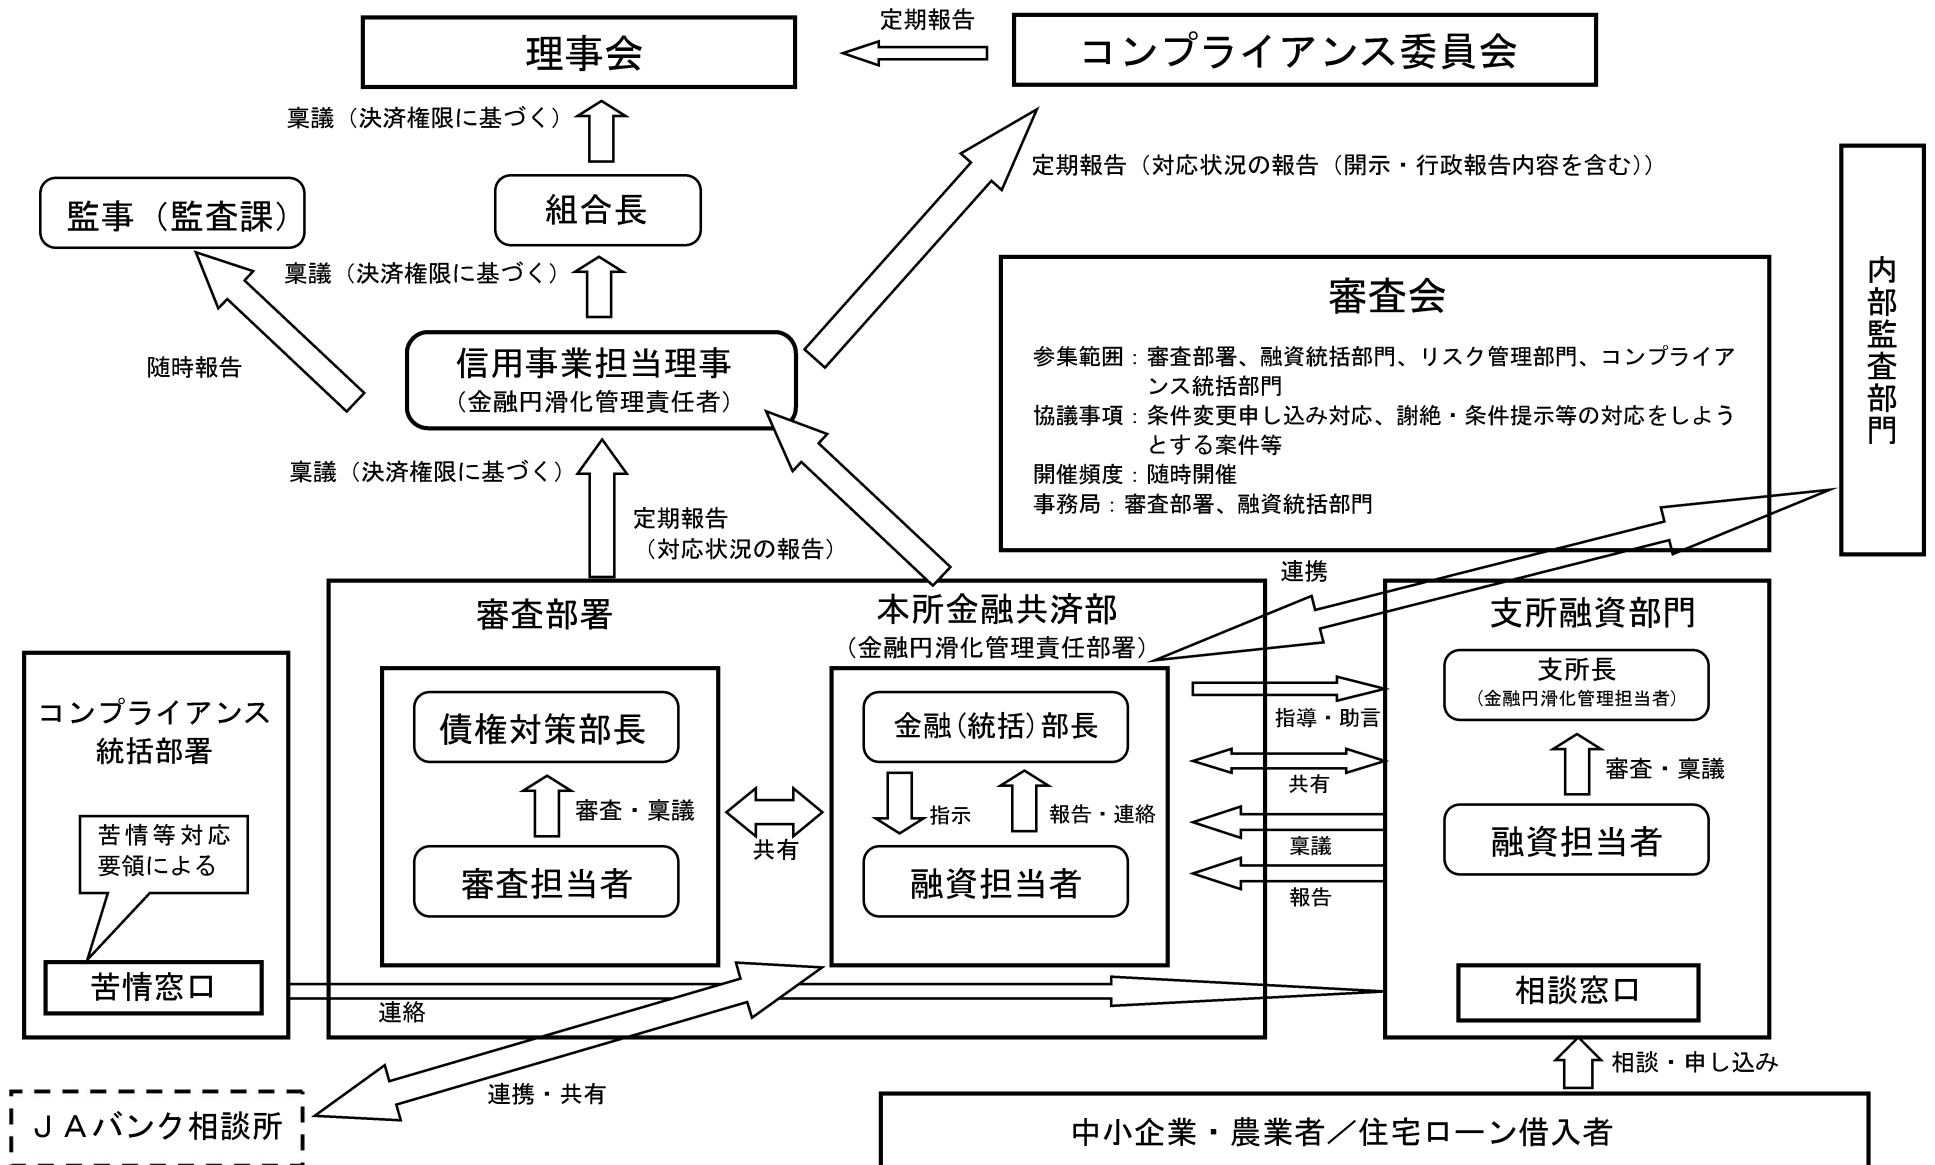 定期報告
理事会
コンプライアンス委員会
稟議（決済権限に基づく）
定期報告（対応状況の報告（開示・行政報告内容を含む））
監事（監査課）
組合長
稟議（決済権限に基づく）
内部監査部門
審査会
参集範囲：審査部署、融資統括部門、リスク管理部門、コンプライア
ンス統括部門
協議事項：条件変更申し込み対応、謝絶・条件提示等の対応をしよう
とする案件等
開催頻度：随時開催
事務局：審査部署、融資統括部門
随時報告
信用事業担当理事
（金融円滑化管理責任者）
稟議（決済権限に基づく）
定期報告
（対応状況の報告）
連携
審査部署
本所金融共済部
（金融円滑化管理責任部署）
支所融資部門
支所長
（金融円滑化管理担当者）
コンプライアンス
統括部署
債権対策部長
金融（統括）部長
指導・助言
共有
審査・稟議
審査・稟議
指示
報告・連絡
共有
稟議
報告
苦情等対応
要領による
審査担当者
融資担当者
融資担当者
苦情窓口
連絡
相談窓口
相談・申し込み
連携・共有
ＪＡバンク相談所
中小企業・農業者／住宅ローン借入者